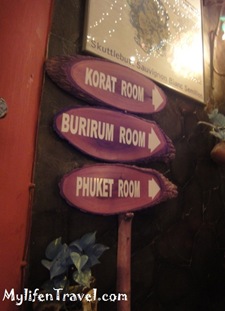 KORAT ROOM
BURIRUM ROOM
PHUKET ROOM
MylifenTravel.com